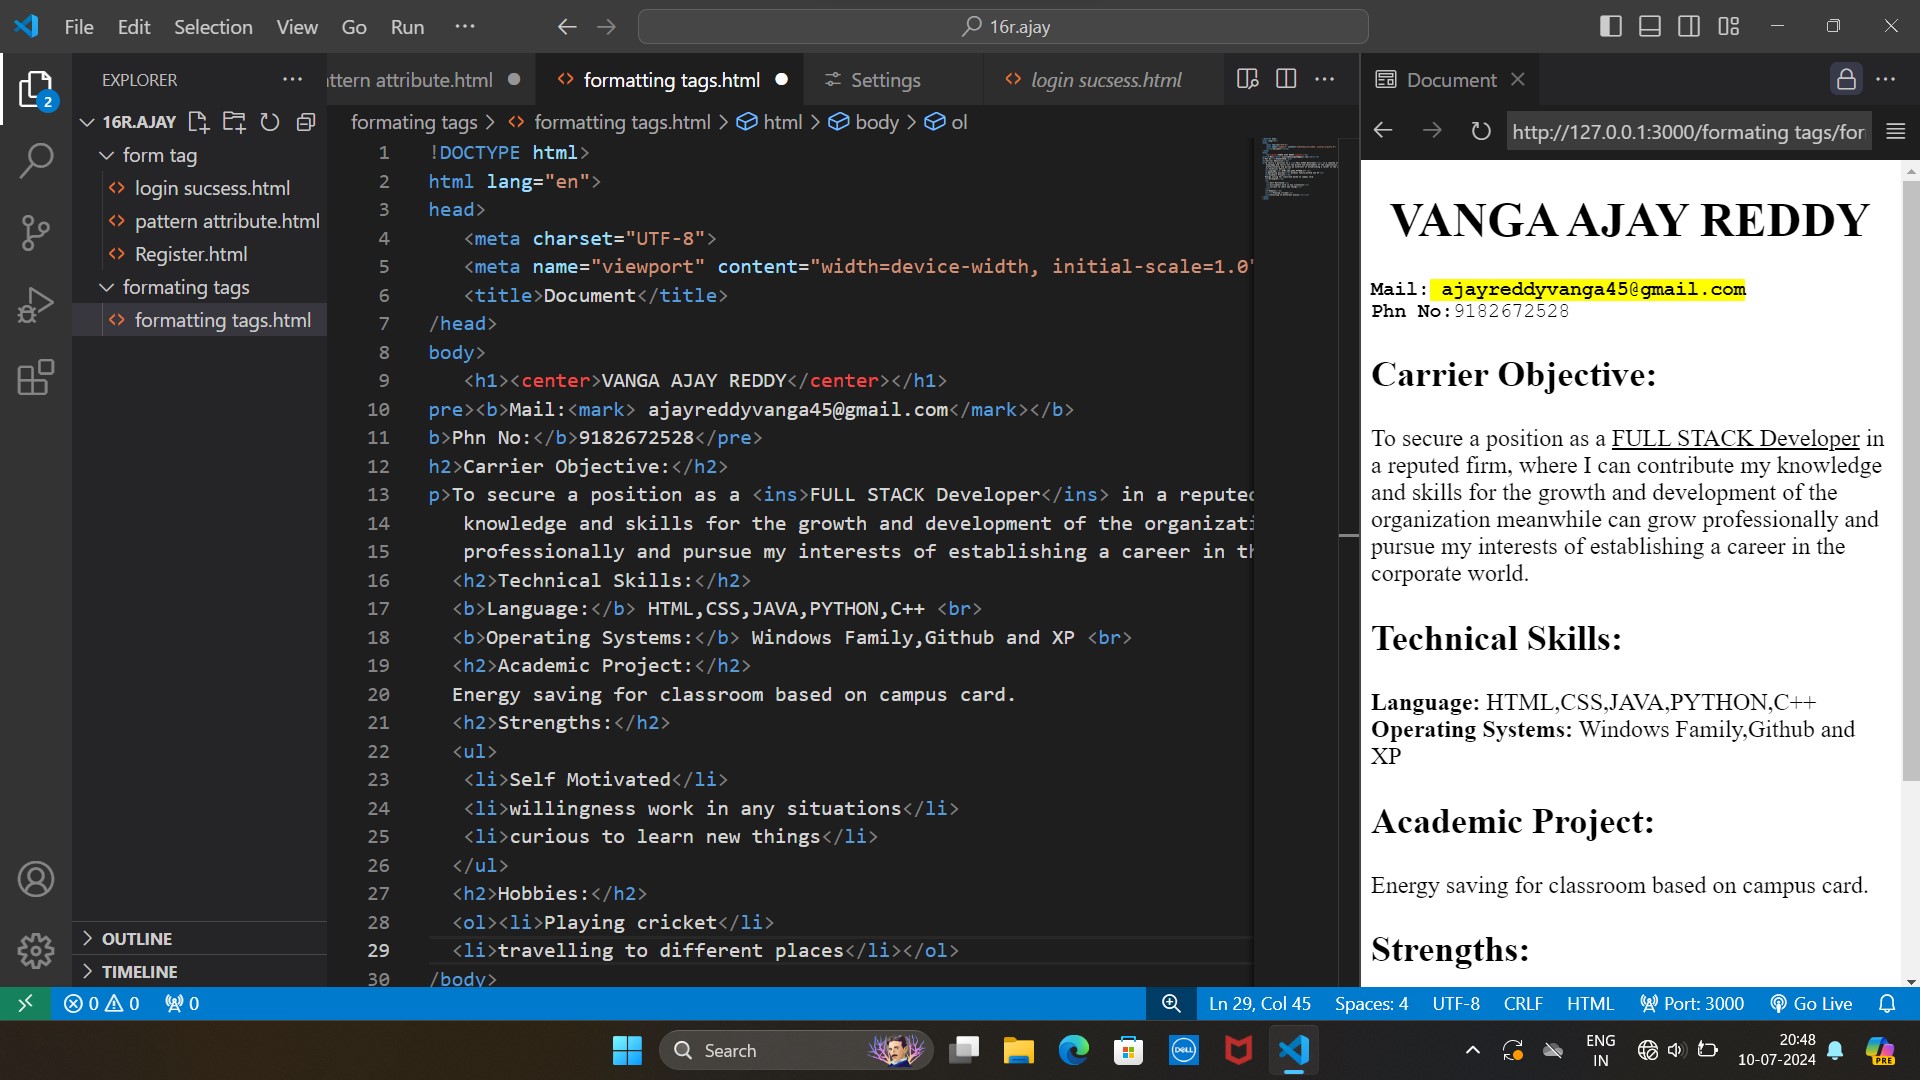 File Edit Selection View Go Run ··· 16r.ajay
EXPLORER ···
2
16R.AJAY
form tag
login sucsess.html
pattern attribute.html
Register.html
formating tags
formatting tags.html
OUTLINE
TIMELINE
ttern attribute.html formatting tags.html Settings login sucsess.html ···
formating tags > formatting tags.html > html > body > ol
1 !DOCTYPE html>
2 html lang="en">
3 head>
4 <meta charset="UTF-8">
5 <meta name="viewport" content="width=device-width, initial-scale=1.0"
6 <title>Document</title>
7 /head>
8 body>
9 <h1><center>VANGA AJAY REDDY</center></h1>
10 pre><b>Mail:<mark> ajayreddyvanga45@gmail.com</mark></b>
11 b>Phn No:</b>9182672528</pre>
12 h2>Carrier Objective:</h2>
13 p>To secure a position as a <ins>FULL STACK Developer</ins> in a reputed
14 knowledge and skills for the growth and development of the organizati
15 professionally and pursue my interests of establishing a career in th
16 <h2>Technical Skills:</h2>
17 <b>Language:</b> HTML,CSS,JAVA,PYTHON,C++ <br>
18 <b>Operating Systems:</b> Windows Family,Github and XP <br>
19 <h2>Academic Project:</h2>
20 Energy saving for classroom based on campus card.
21 <h2>Strengths:</h2>
22 <ul>
23 <li>Self Motivated</li>
24 <li>willingness work in any situations</li>
25 <li>curious to learn new things</li>
26 </ul>
27 <h2>Hobbies:</h2>
28 <ol><li>Playing cricket</li>
29 <li>travelling to different places</li></ol>
30 /body>
Document ···
http://127.0.0.1:3000/formating tags/for
VANGA AJAY REDDY
Mail: ajayreddyvanga45@gmail.com
Phn No:9182672528
Carrier Objective:
To secure a position as a FULL STACK Developer in
a reputed firm, where I can contribute my knowledge
and skills for the growth and development of the
organization meanwhile can grow professionally and
pursue my interests of establishing a career in the
corporate world.
Technical Skills:
Language: HTML,CSS,JAVA,PYTHON,C++
Operating Systems: Windows Family,Github and
XP
Academic Project:
Energy saving for classroom based on campus card.
Strengths:
0 0 0 Ln 29, Col 45 Spaces: 4 UTF-8 CRLF HTML Port: 3000 Go Live
Search DELL ENG
IN 20:48
10-07-2024 PRE